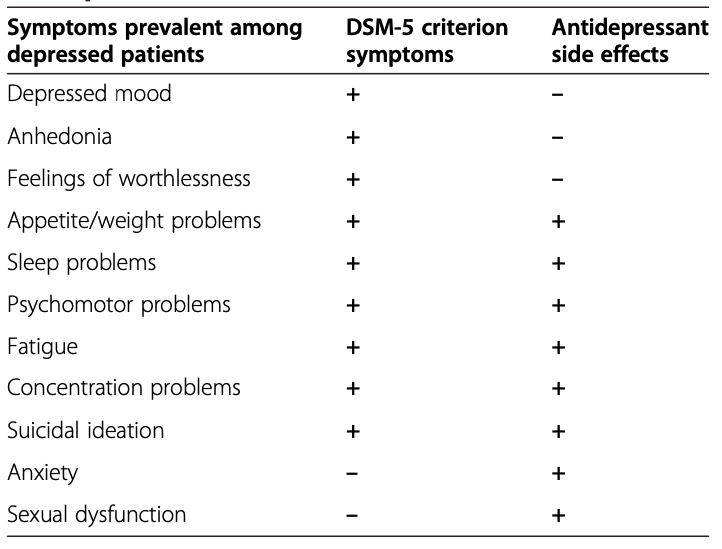 Symptoms prevalent among DSM-5 criterion Antidepressant
depressed patients symptoms side effects
Depressed mood + –
Anhedonia + –
Feelings of worthlessness + –
Appetite/weight problems + +
Sleep problems + +
Psychomotor problems + +
Fatigue + +
Concentration problems + +
Suicidal ideation + +
Anxiety – +
Sexual dysfunction – +